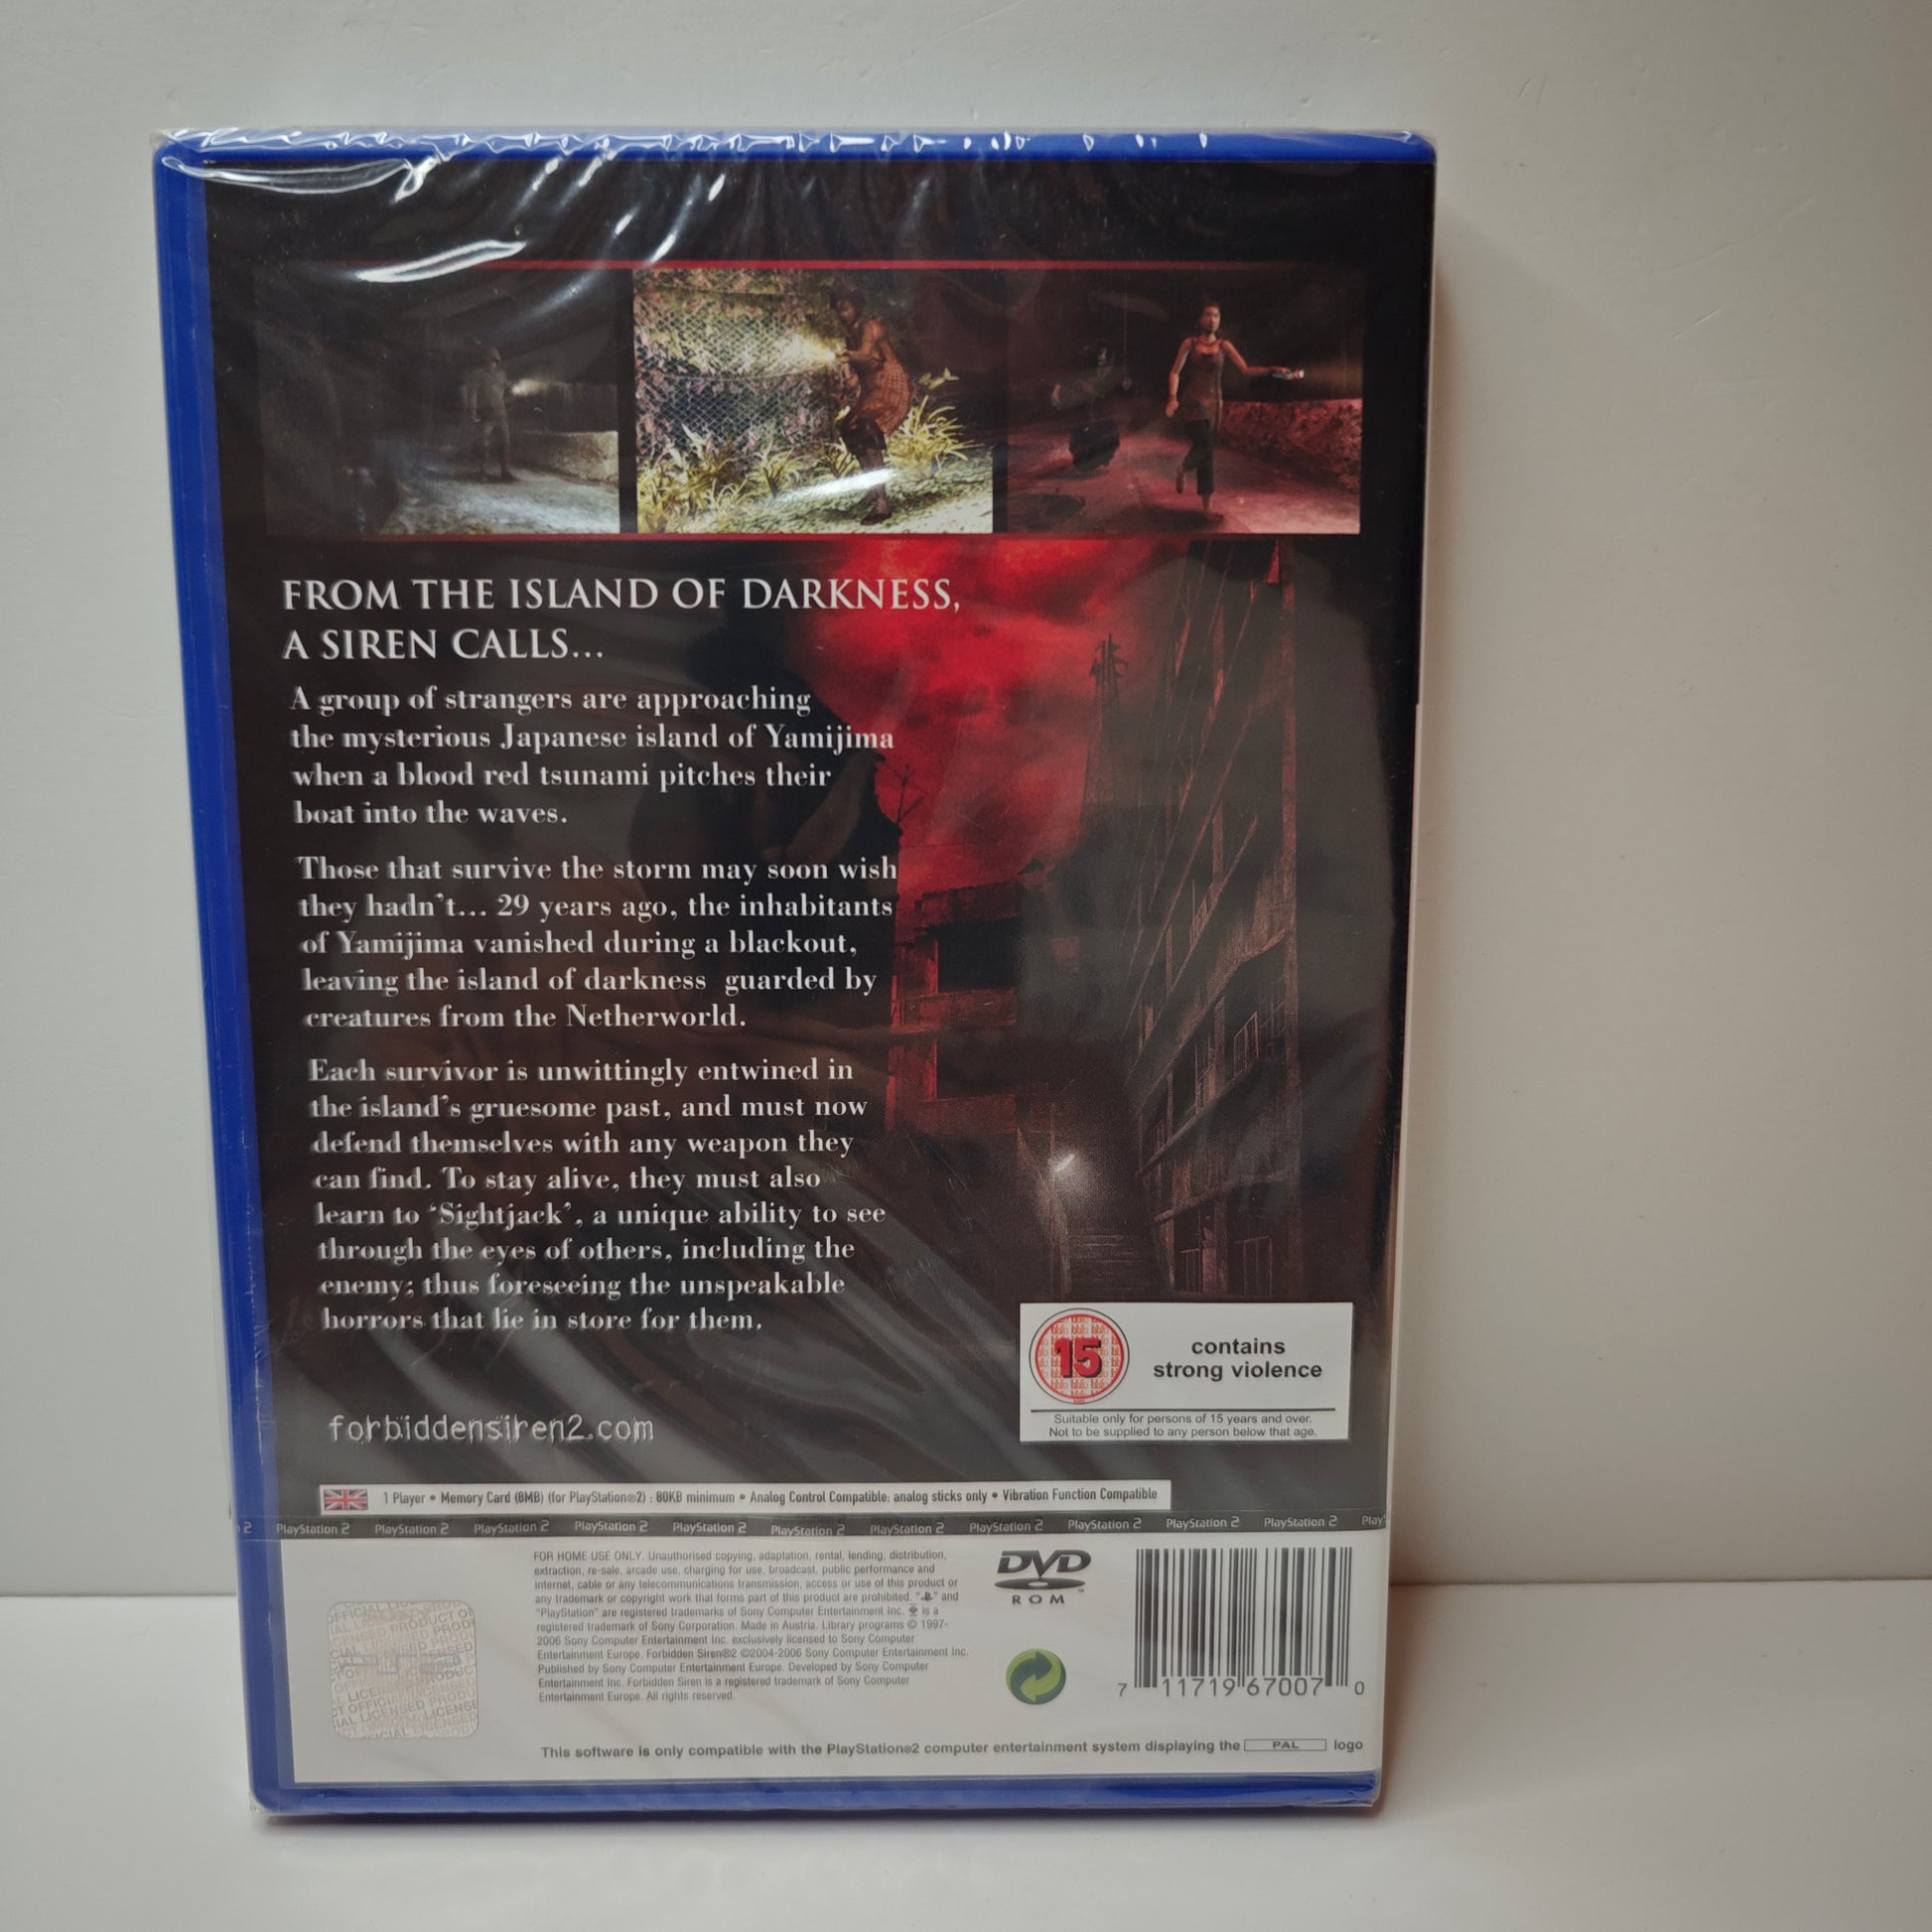 FROM THE ISLAND OF DARKNESS,
A SIREN CALLS...
A group of strangers are approaching
the mysterious Japanese island of Yamijima
when a blood red tsunami pitches their
boat into the waves.
Those that survive the storm may soon wish
they hadn't... 29 years ago, the inhabitants
of Yamijima vanished during a blackout,
leaving the island of darkness guarded by
creatures from the Netherworld.
Each survivor is unwittingly entwined in
the island's gruesome past, and must now
defend themselves with any weapon they
can find. To stay alive, they must also
learn to 'Sightjack', a unique ability to see
through the eyes of others, including the
enemy; thus foreseeing the unspeakable
horrors that lie in store for them.
15
contains
strong violence
Suitable only for persons of 15 years and over.
Not to be supplied to any person below that age.
forbiddensiren2.com
1 Player • Memory Card (8MB) (for PlayStation®2) : 80KB minimum • Analog Control Compatible: analog sticks only • Vibration Function Compatible
2 PlayStation 2 PlayStation 2 PlayStation 2 PlayStation 2 PlayStation 2 PlayStation 2 PlayStation 2 PlayStation 2 PlayStation 2 PlayStation 2 PlayStation 2 Play
FOR HOME USE ONLY. Unauthorised copying, adaptation, rental, lending, distribution,
extraction, re-sale, arcade use, charging for use, broadcast, public performance and
internet, cable or any telecommunications transmission, access or use of this product or
any trademark or copyright work that forms part of this product are prohibited. " " and
"PlayStation" are registered trademarks of Sony Computer Entertainment Inc. is a
registered trademark of Sony Corporation. Made in Austria. Library programs © 1997-
2006 Sony Computer Entertainment Inc. exclusively licensed to Sony Computer
Entertainment Europe. Forbidden Siren®2 ©2004-2006 Sony Computer Entertainment Inc.
Published by Sony Computer Entertainment Europe. Developed by Sony Computer
Entertainment Inc. Forbidden Siren is a registered trademark of Sony Computer
Entertainment Europe. All rights reserved.
DVD
ROM
7 11719 67007 0
This software is only compatible with the PlayStation®2 computer entertainment system displaying the PAL logo